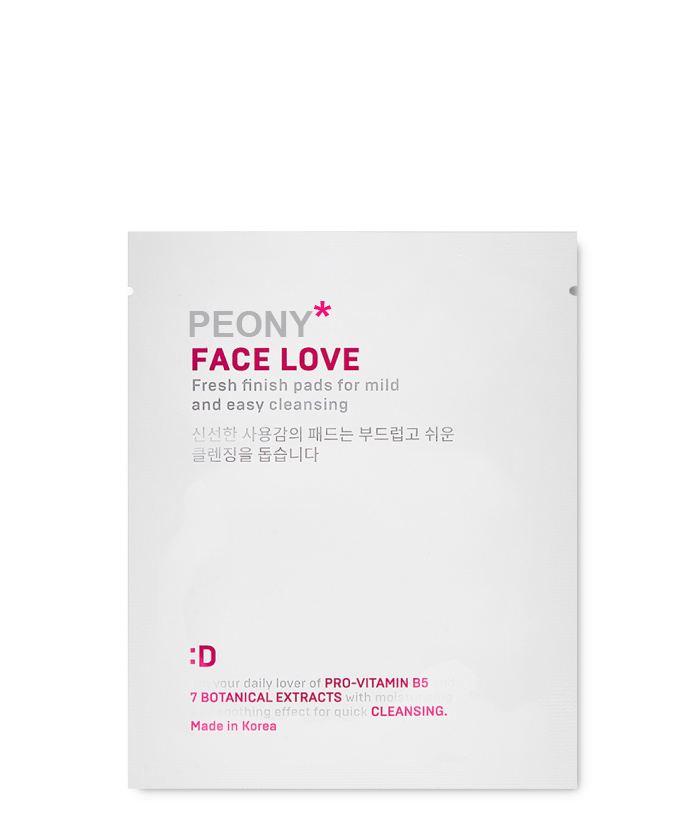 PEONY*
FACE LOVE
Fresh finish pads for mild
and easy cleansing
신선한 사용감의 패드는 부드럽고 쉬운
클렌징을 돕습니다
:D
your daily lover of PRO-VITAMIN B5
7 BOTANICAL EXTRACTS with
soothing effect for quick CLEANSING.
Made in Korea